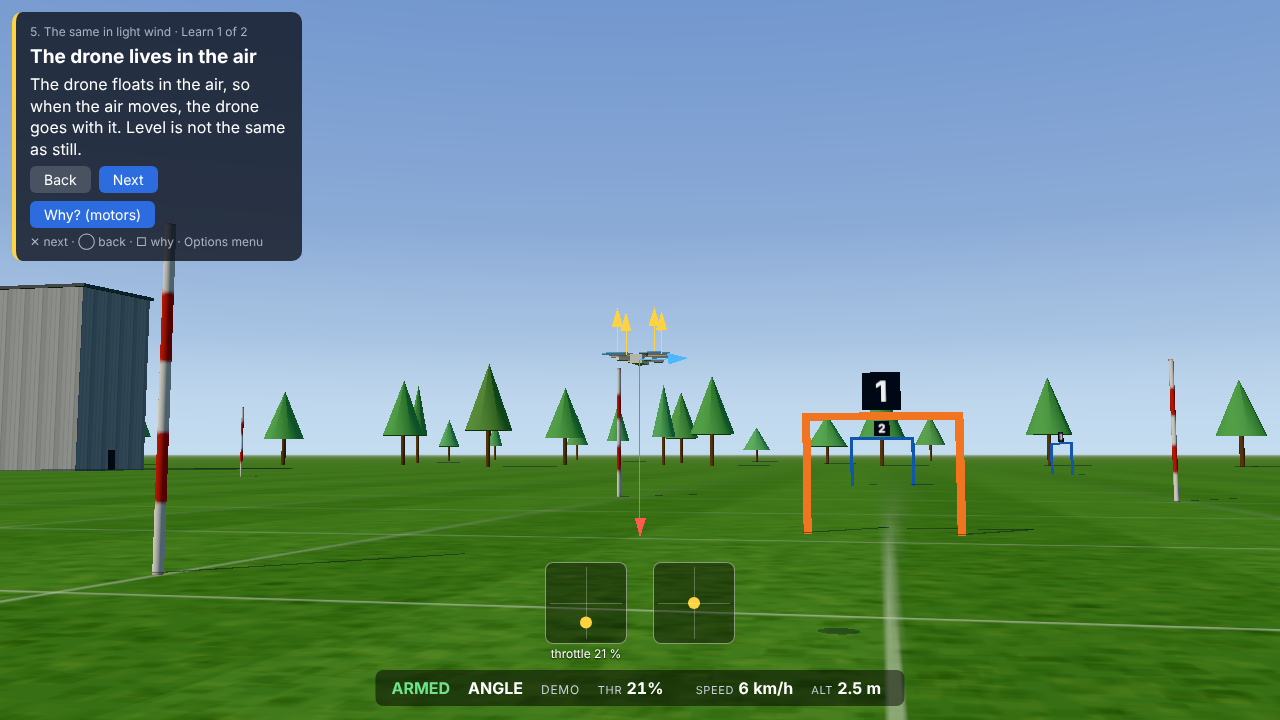 5. The same in light wind · Learn 1 of 2
The drone lives in the air
The drone floats in the air, so
when the air moves, the drone
goes with it. Level is not the same
as still.
Back Next
Why? (motors)
✕ next · ◯ back · □ why · Options menu
1
2
throttle 21 %
ARMED ANGLE DEMO THR 21% SPEED 6 km/h ALT 2.5 m